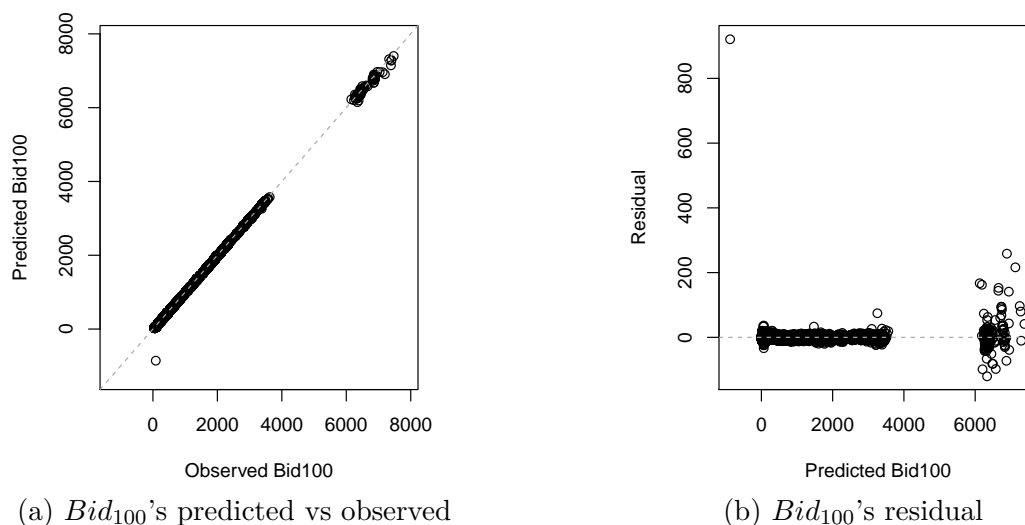 8000
6000
4000
2000
0
Predicted Bid100
0 2000 4000 6000 8000
Observed Bid100
(a) Bid100's predicted vs observed
800
600
400
200
0
Residual
0 2000 4000 6000
Predicted Bid100
(b) Bid100's residual